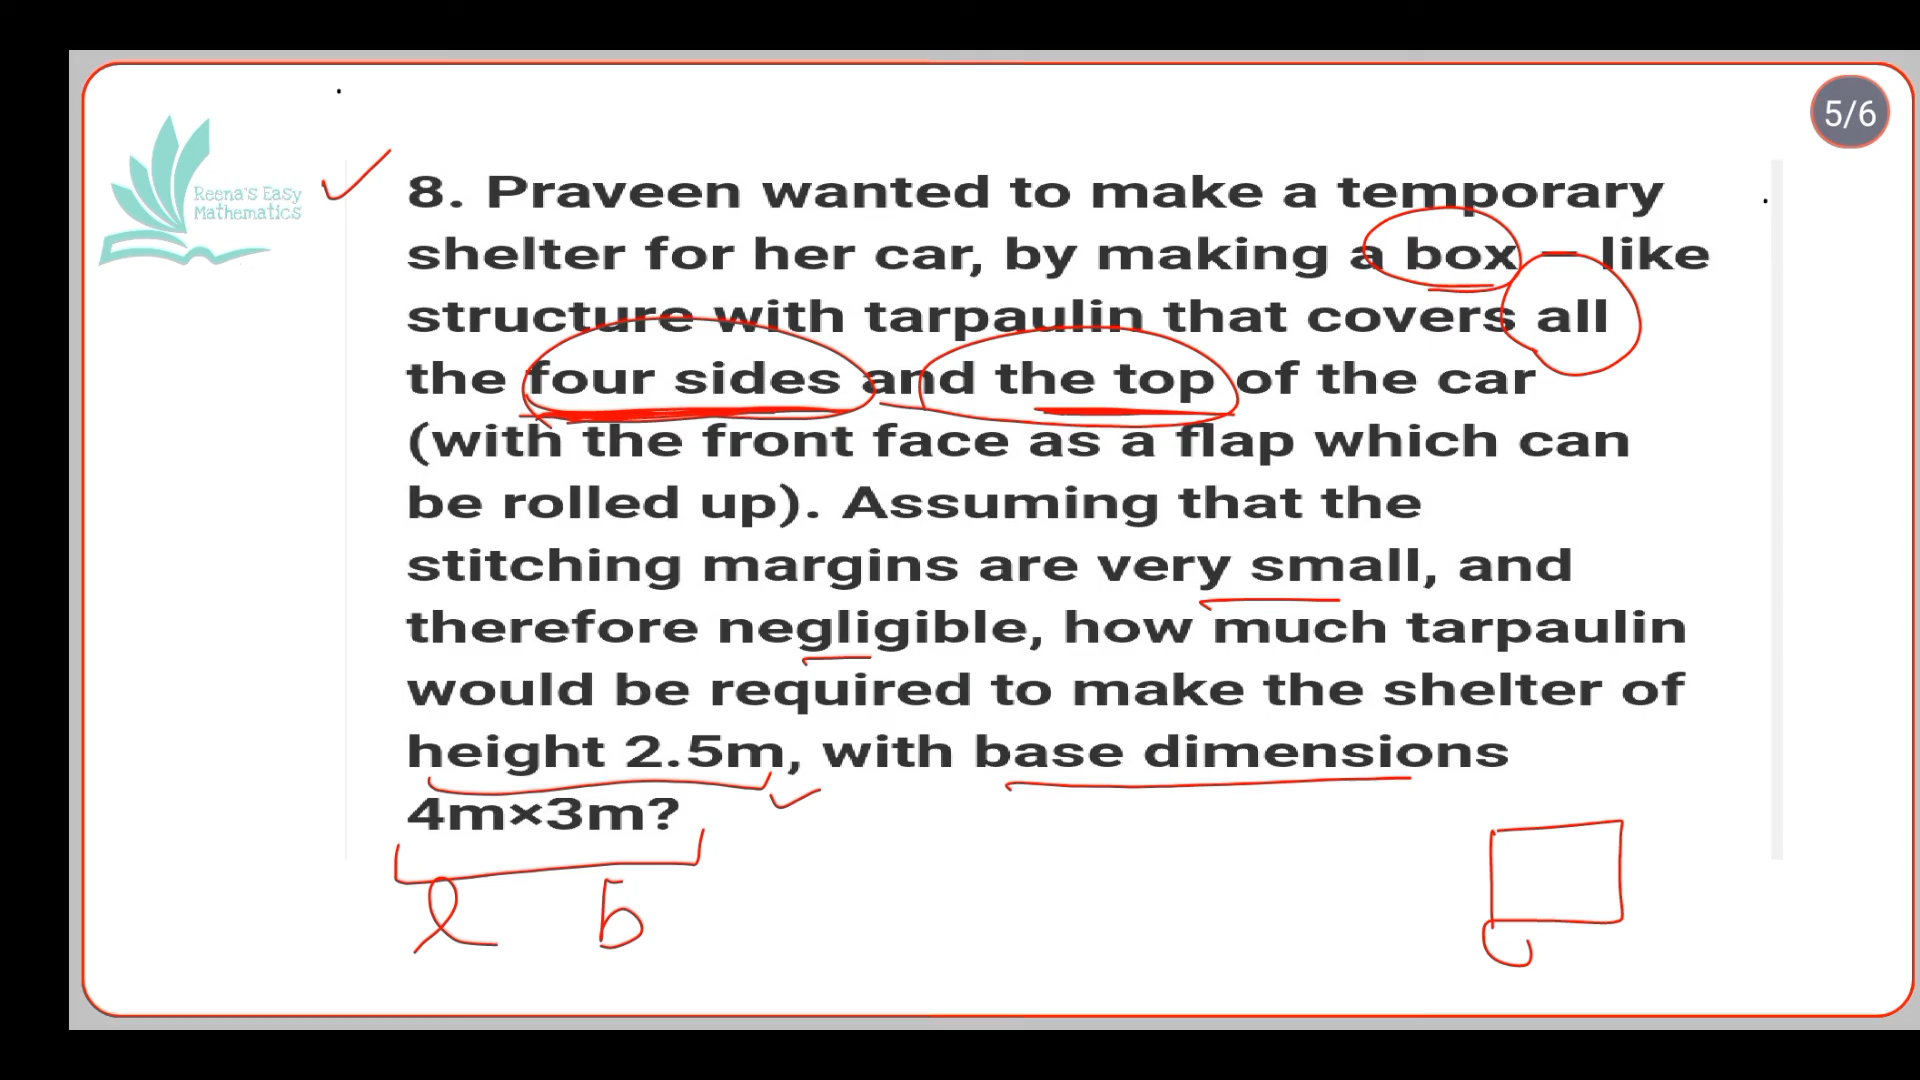 5/6
Reena's Easy
Mathematics
8. Praveen wanted to make a temporary
shelter for her car, by making a box – like
structure with tarpaulin that covers all
the four sides and the top of the car
(with the front face as a flap which can
be rolled up). Assuming that the
stitching margins are very small, and
therefore negligible, how much tarpaulin
would be required to make the shelter of
height 2.5m, with base dimensions
4m×3m?
l b